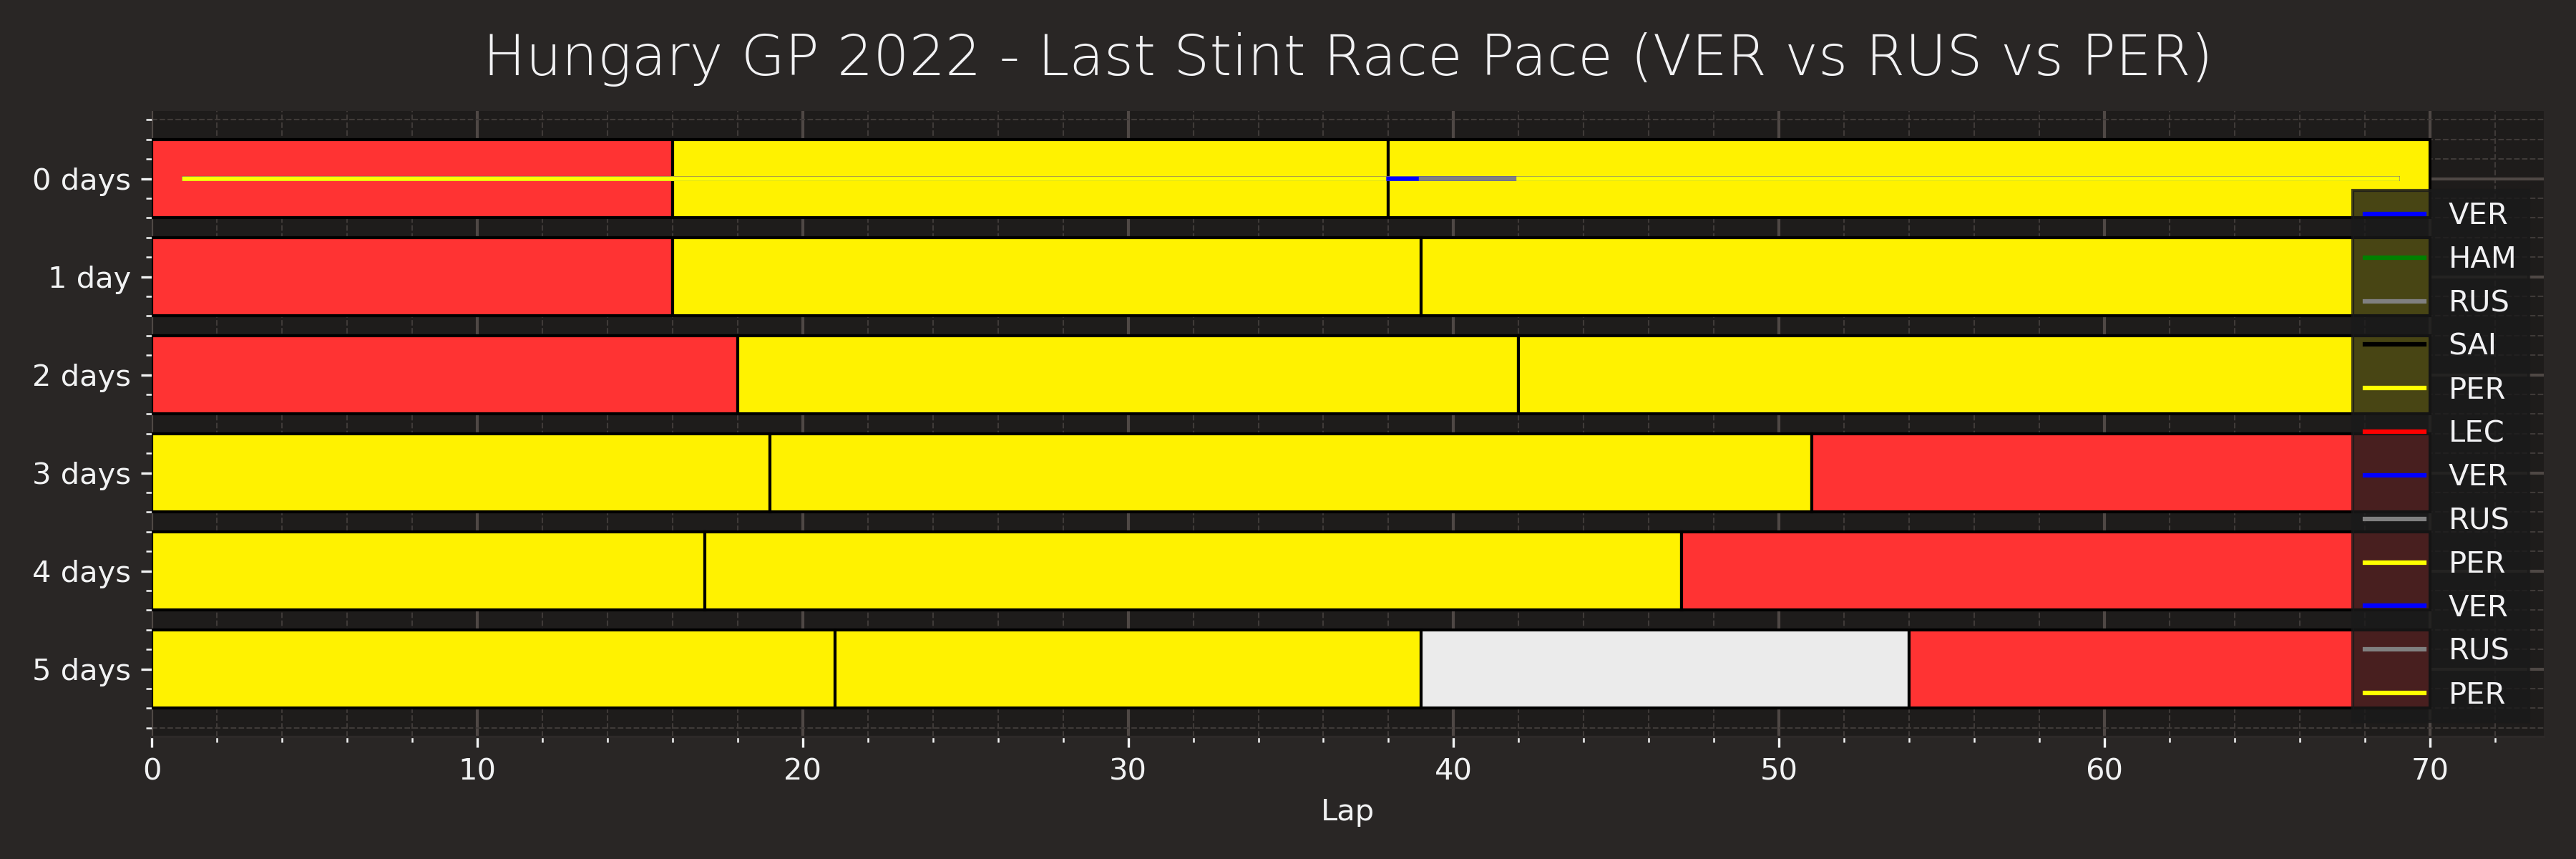 Hungary GP 2022 - Last Stint Race Pace (VER vs RUS vs PER)
0 days
1 day
2 days
3 days
4 days
5 days
VER
HAM
RUS
SAI
PER
LEC
VER
RUS
PER
VER
RUS
PER
0 10 20 30 40 50 60 70
Lap